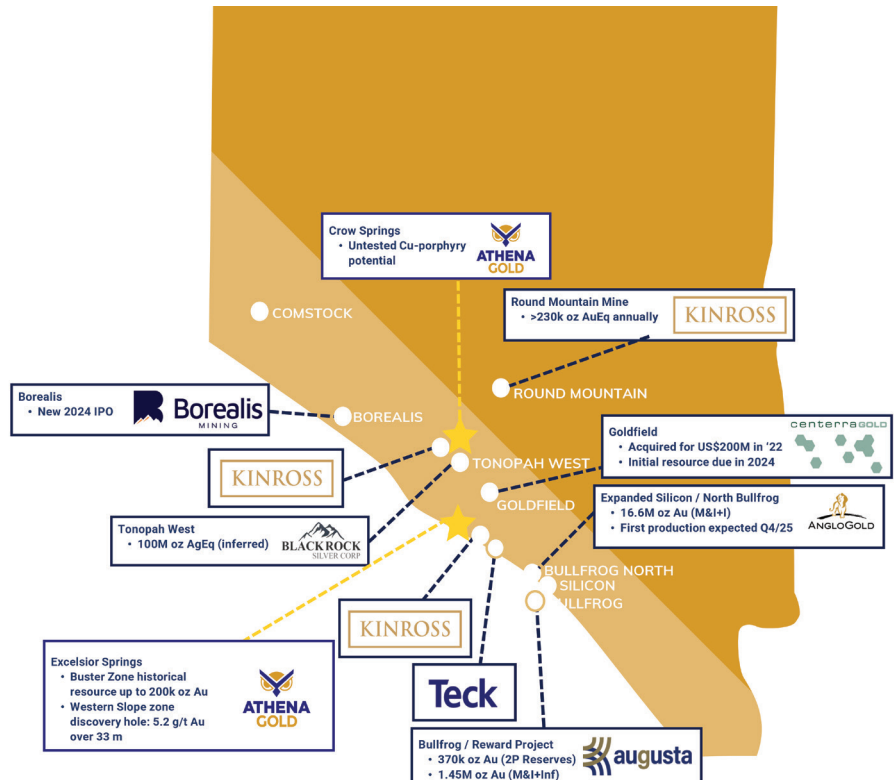 Crow Springs
• Untested Cu-porphyry
potential
ATHENA
GOLD
Round Mountain Mine
• >230k oz AuEq annually
KINROSS
COMSTOCK
ROUND MOUNTAIN
Borealis
• New 2024 IPO
Borealis
MINING
BOREALIS
centerra GOLD
Goldfield
• Acquired for US$200M in ‘22
• Initial resource due in 2024
KINROSS
TONOPAH WEST
GOLDFIELD
Expanded Silicon / North Bullfrog
• 16.6M oz Au (M&I+I)
• First production expected Q4/25
ANGLOGOLD
Tonopah West
• 100M oz AgEq (inferred)
BLACKROCK
SILVER CORP
BULLFROG NORTH
SILICON
ULLFROG
KINROSS
Excelsior Springs
• Buster Zone historical
resource up to 200k oz Au
• Western Slope zone
discovery hole: 5.2 g/t Au
over 33 m
ATHENA
GOLD
Teck
Bullfrog / Reward Project
• 370k oz Au (2P Reserves)
• 1.45M oz Au (M&I+Inf)
augusta